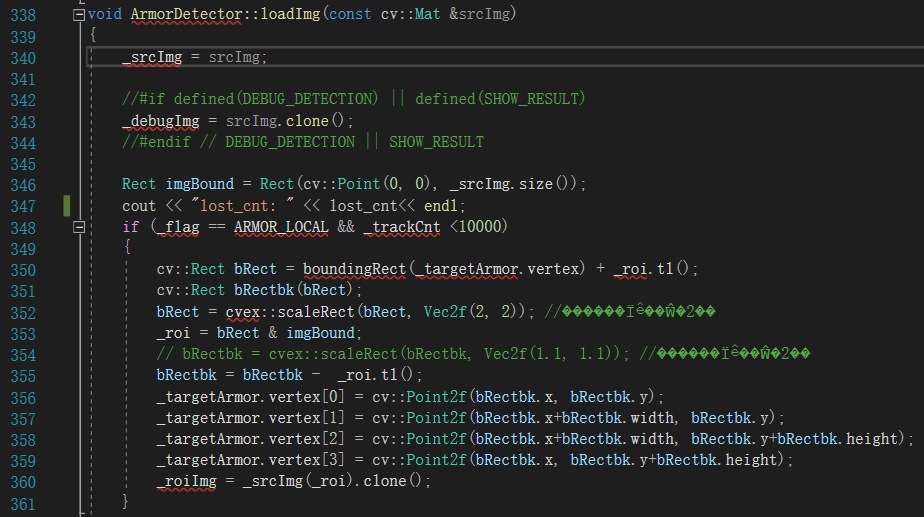 338 void ArmorDetector::loadImg(const cv::Mat &srcImg)
339 {
340 _srcImg = srcImg;
341
342 //#if defined(DEBUG_DETECTION) || defined(SHOW_RESULT)
343 _debugImg = srcImg.clone();
344 //#endif // DEBUG_DETECTION || SHOW_RESULT
345
346 Rect imgBound = Rect(cv::Point(0, 0), _srcImg.size());
347 cout << "lost_cnt: " << lost_cnt<< endl;
348 if (_flag == ARMOR_LOCAL && _trackCnt <10000)
349 {
350 cv::Rect bRect = boundingRect(_targetArmor.vertex) + _roi.tl();
351 cv::Rect bRectbk(bRect);
352 bRect = cvex::scaleRect(bRect, Vec2f(2, 2)); //������Ïê��Ŵ�2��
353 _roi = bRect & imgBound;
354 // bRectbk = cvex::scaleRect(bRectbk, Vec2f(1.1, 1.1)); //������Ïê��Ŵ�2��
355 bRectbk = bRectbk - _roi.tl();
356 _targetArmor.vertex[0] = cv::Point2f(bRectbk.x, bRectbk.y);
357 _targetArmor.vertex[1] = cv::Point2f(bRectbk.x+bRectbk.width, bRectbk.y);
358 _targetArmor.vertex[2] = cv::Point2f(bRectbk.x+bRectbk.width, bRectbk.y+bRectbk.height);
359 _targetArmor.vertex[3] = cv::Point2f(bRectbk.x, bRectbk.y+bRectbk.height);
360 _roiImg = _srcImg(_roi).clone();
361 }